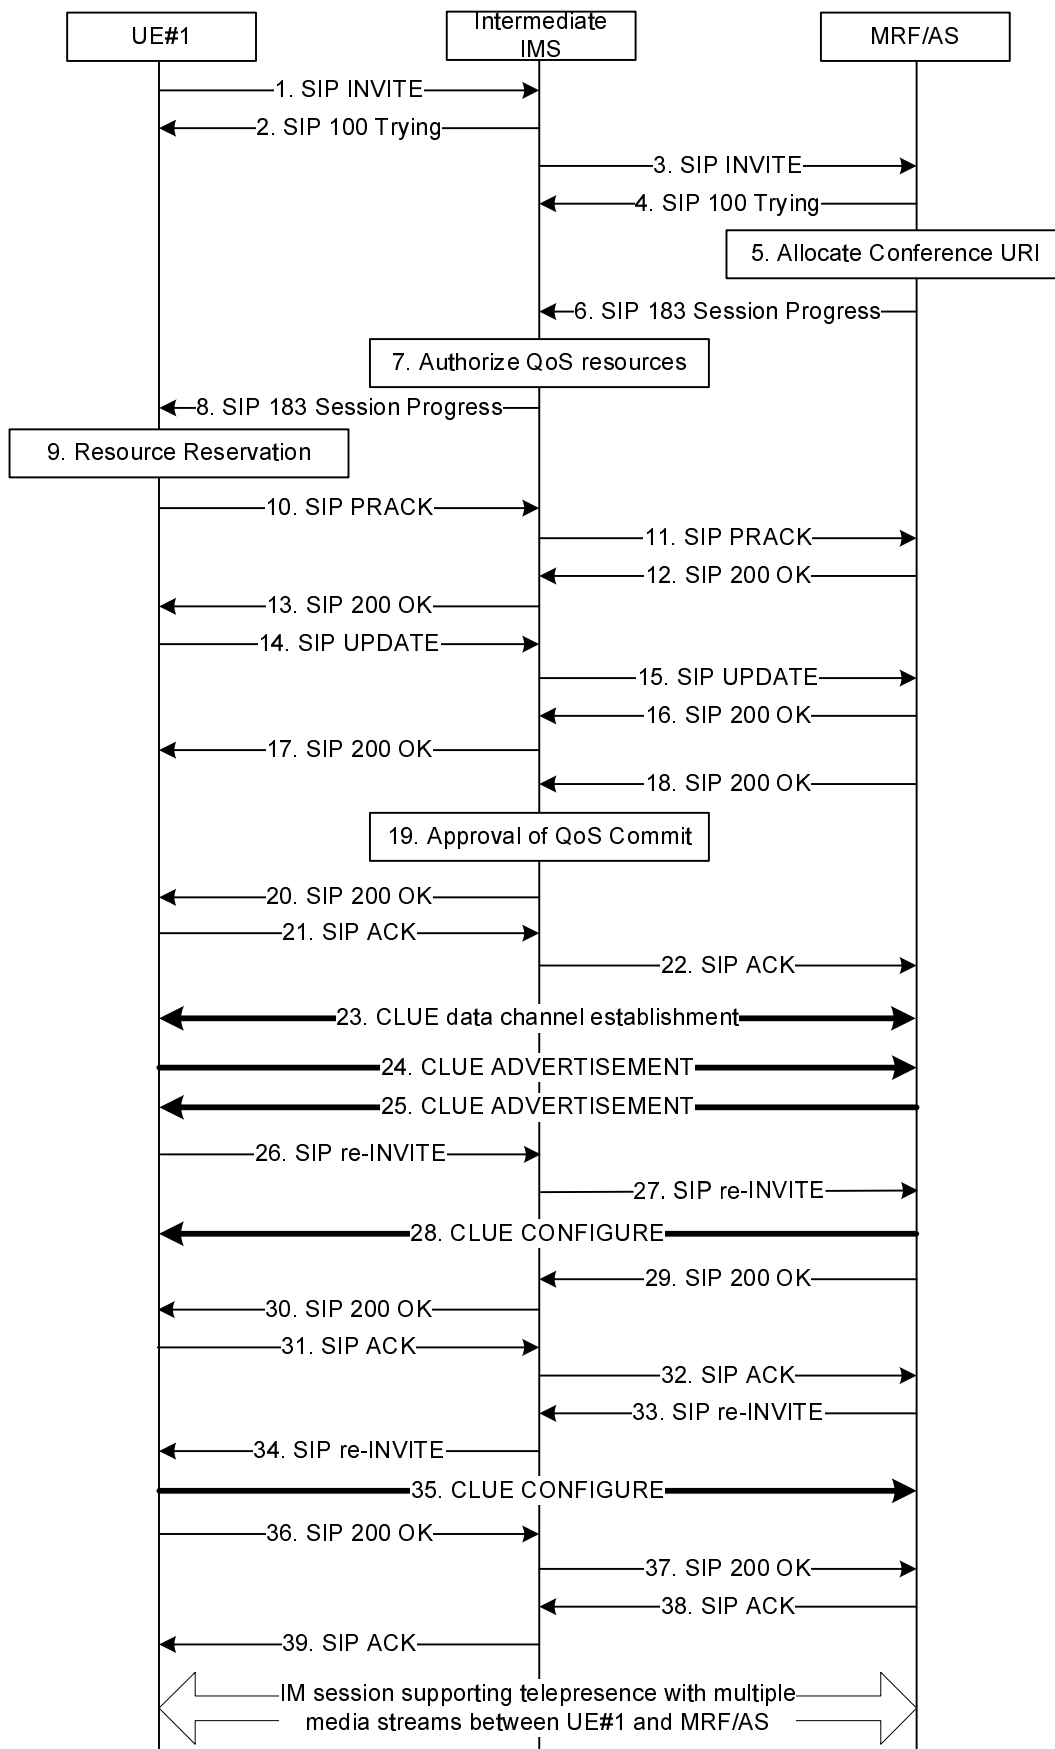 UE#1
Intermediate
IMS
MRF/AS
1. SIP INVITE
2. SIP 100 Trying
3. SIP INVITE
4. SIP 100 Trying
5. Allocate Conference URI
6. SIP 183 Session Progress
7. Authorize QoS resources
8. SIP 183 Session Progress
9. Resource Reservation
10. SIP PRACK
11. SIP PRACK
12. SIP 200 OK
13. SIP 200 OK
14. SIP UPDATE
15. SIP UPDATE
16. SIP 200 OK
17. SIP 200 OK
18. SIP 200 OK
19. Approval of QoS Commit
20. SIP 200 OK
21. SIP ACK
22. SIP ACK
23. CLUE data channel establishment
24. CLUE ADVERTISEMENT
25. CLUE ADVERTISEMENT
26. SIP re-INVITE
27. SIP re-INVITE
28. CLUE CONFIGURE
29. SIP 200 OK
30. SIP 200 OK
31. SIP ACK
32. SIP ACK
33. SIP re-INVITE
34. SIP re-INVITE
35. CLUE CONFIGURE
36. SIP 200 OK
37. SIP 200 OK
38. SIP ACK
39. SIP ACK
IM session supporting telepresence with multiple
media streams between UE#1 and MRF/AS